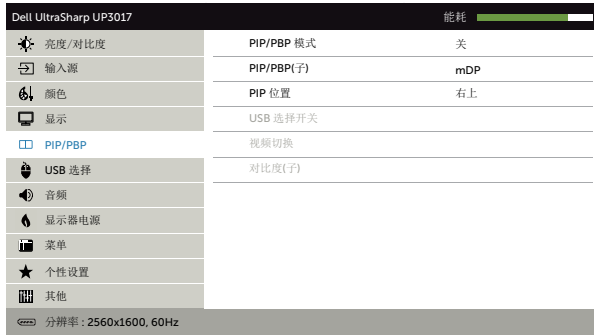 Dell UltraSharp UP3017 能耗
亮度/对比度 PIP/PBP 模式 关
输入源 PIP/PBP(子) mDP
颜色 PIP 位置 右上
显示 USB 选择开关
PIP/PBP 视频切换
USB 选择 对比度(子)
音频
显示器电源
菜单
个性设置
其他
分辨率 : 2560x1600, 60Hz